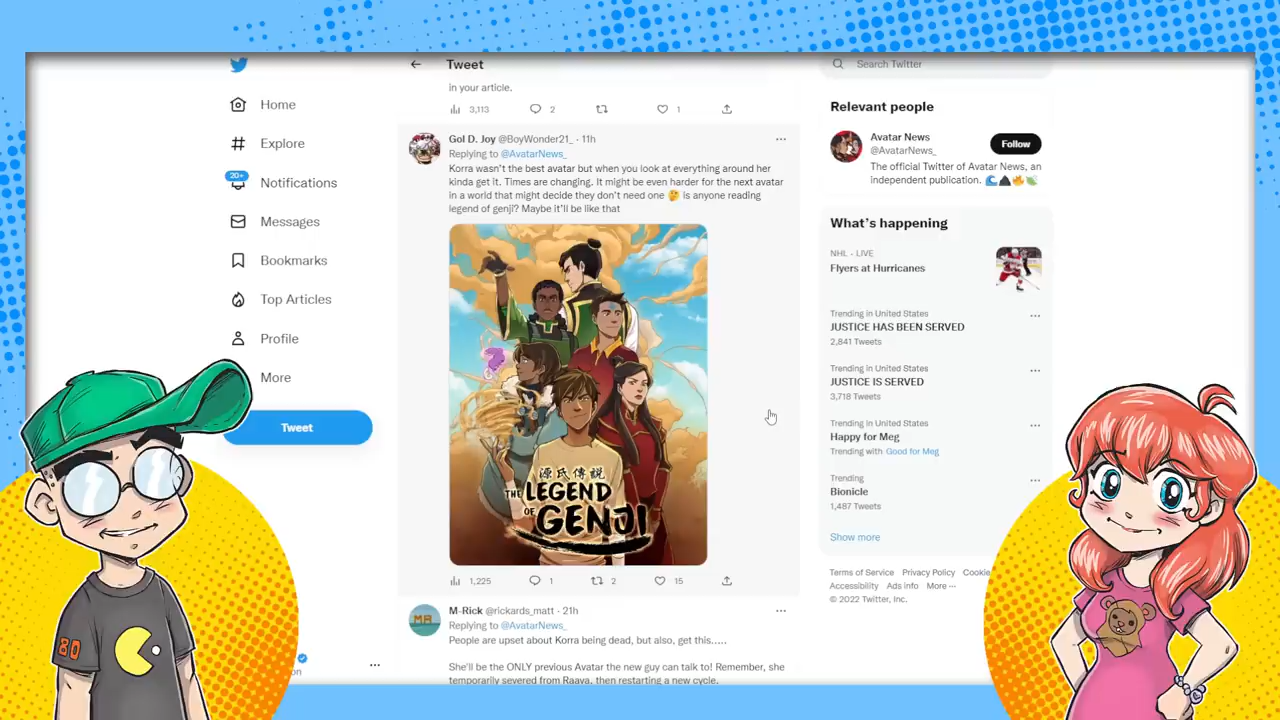 Home
Explore
20+
Notifications
Messages
Bookmarks
Top Articles
Profile
More
Tweet
Tweet
in your article.
3,113
2
1
Gol D. Joy @BoyWonder21_ · 11h
Replying to @AvatarNews_
Korra wasn't the best avatar but when you look at everything around her
kinda get it. Times are changing. It might be even harder for the next avatar
in a world that might decide they don't need one 🤔 is anyone reading
legend of genji? Maybe it'll be like that
源氏傳説
THE LEGEND
OF GENJI
1,225
1
2
15
M-Rick @rickards_matt · 21h
Replying to @AvatarNews_
People are upset about Korra being dead, but also, get this.....
She'll be the ONLY previous Avatar the new guy can talk to! Remember, she
temporarily severed from Raava, then restarting a new cycle.
Search Twitter
Relevant people
Avatar News
@AvatarNews_
Follow
The official Twitter of Avatar News, an
independent publication.
What's happening
NHL · LIVE
Flyers at Hurricanes
Trending in United States
JUSTICE HAS BEEN SERVED
2,841 Tweets
Trending in United States
JUSTICE IS SERVED
3,718 Tweets
Trending in United States
Happy for Meg
Trending with Good for Meg
Trending
Bionicle
1,487 Tweets
Show more
Terms of Service Privacy Policy Cookie
Accessibility Ads info More ···
© 2022 Twitter, Inc.
80
MR
on